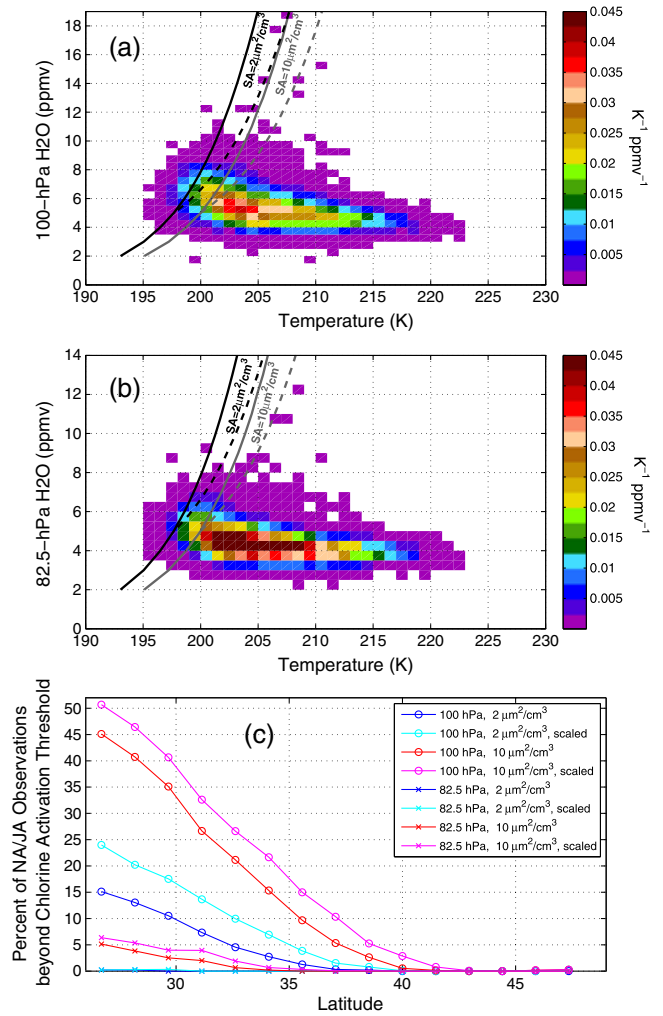 (a)
100−hPa H2O (ppmv)
18
16
14
12
10
8
6
4
2
0
SA=2μm²/cm³
SA=10μm²/cm³
190 195 200 205 210 215 220 225 230
Temperature (K)
0.045
0.04
0.035
0.03
0.025
0.02
0.015
0.01
0.005
K⁻¹ ppmv⁻¹
(b)
82.5−hPa H2O (ppmv)
14
12
10
8
6
4
2
0
SA=2μm²/cm³
SA=10μm²/cm³
190 195 200 205 210 215 220 225 230
Temperature (K)
0.045
0.04
0.035
0.03
0.025
0.02
0.015
0.01
0.005
K⁻¹ ppmv⁻¹
(c)
Percent of NA/JA Observations
beyond Chlorine Activation Threshold
50
45
40
35
30
25
20
15
10
5
0
100 hPa, 2 μm²/cm³
100 hPa, 2 μm²/cm³, scaled
100 hPa, 10 μm²/cm³
100 hPa, 10 μm²/cm³, scaled
82.5 hPa, 2 μm²/cm³
82.5 hPa, 2 μm²/cm³, scaled
82.5 hPa, 10 μm²/cm³
82.5 hPa, 10 μm²/cm³, scaled
30 35 40 45
Latitude